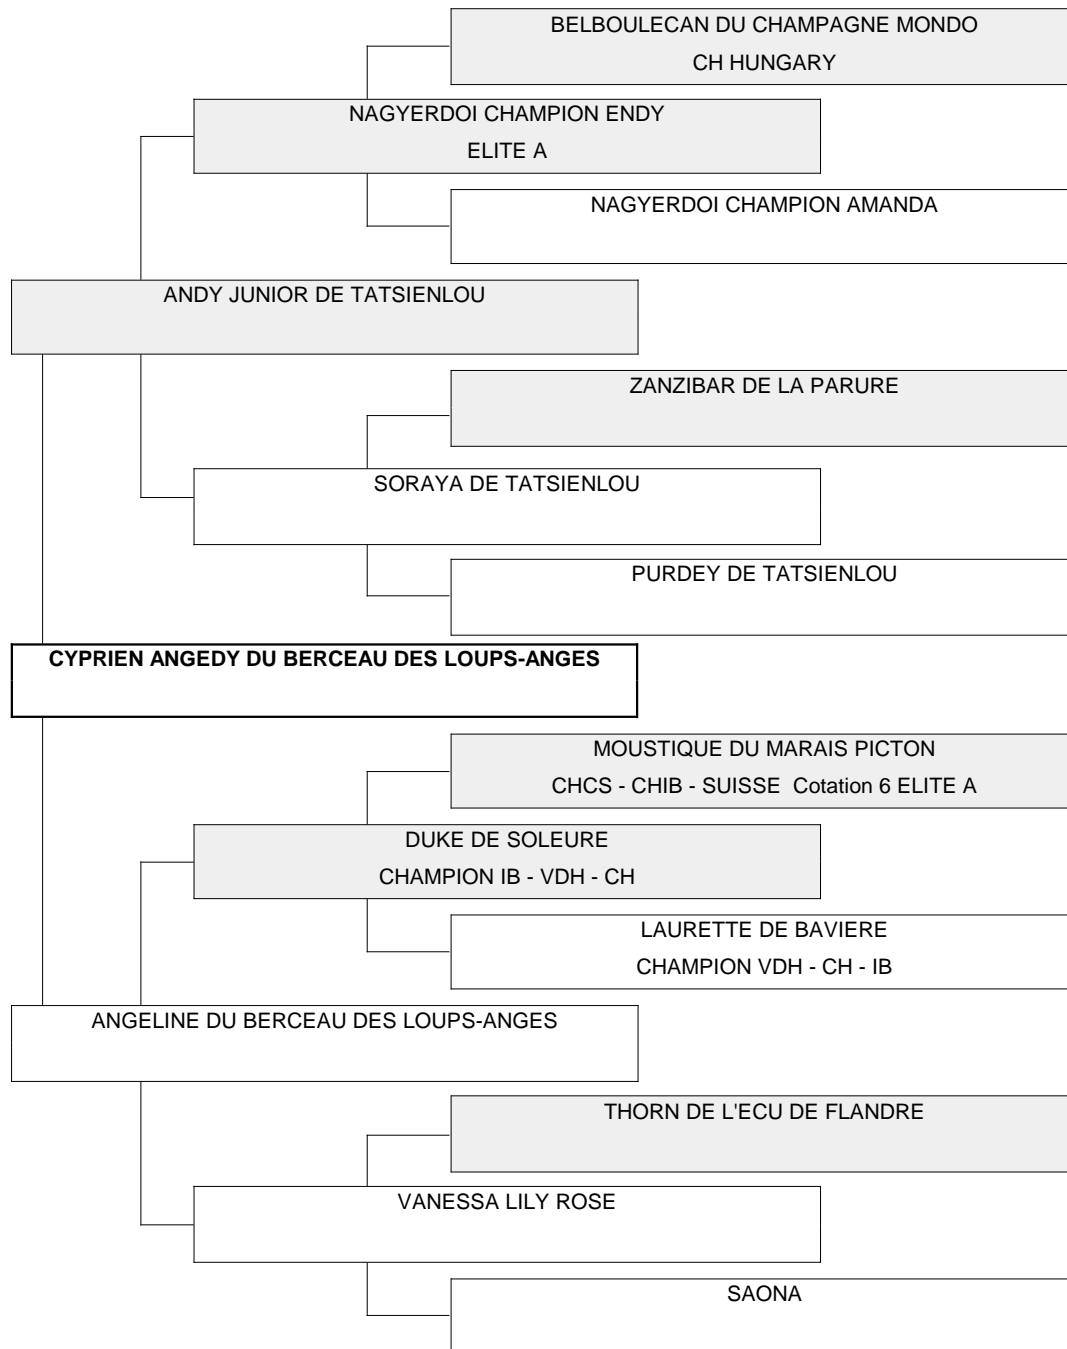 BELBOULECAN DU CHAMPAGNE MONDO
CH HUNGARY
NAGYERDOI CHAMPION ENDY
ELITE A
NAGYERDOI CHAMPION AMANDA
ANDY JUNIOR DE TATSIENLOU
ZANZIBAR DE LA PARURE
SORAYA DE TATSIENLOU
PURDEY DE TATSIENLOU
CYPRIEN ANGEDY DU BERCEAU DES LOUPS-ANGES
MOUSTIQUE DU MARAIS PICTON
CHCS - CHIB - SUISSE  Cotation 6 ELITE A
DUKE DE SOLEURE
CHAMPION IB - VDH - CH
LAURETTE DE BAVIERE
CHAMPION VDH - CH - IB
ANGELINE DU BERCEAU DES LOUPS-ANGES
THORN DE L'ECU DE FLANDRE
VANESSA LILY ROSE
SAONA